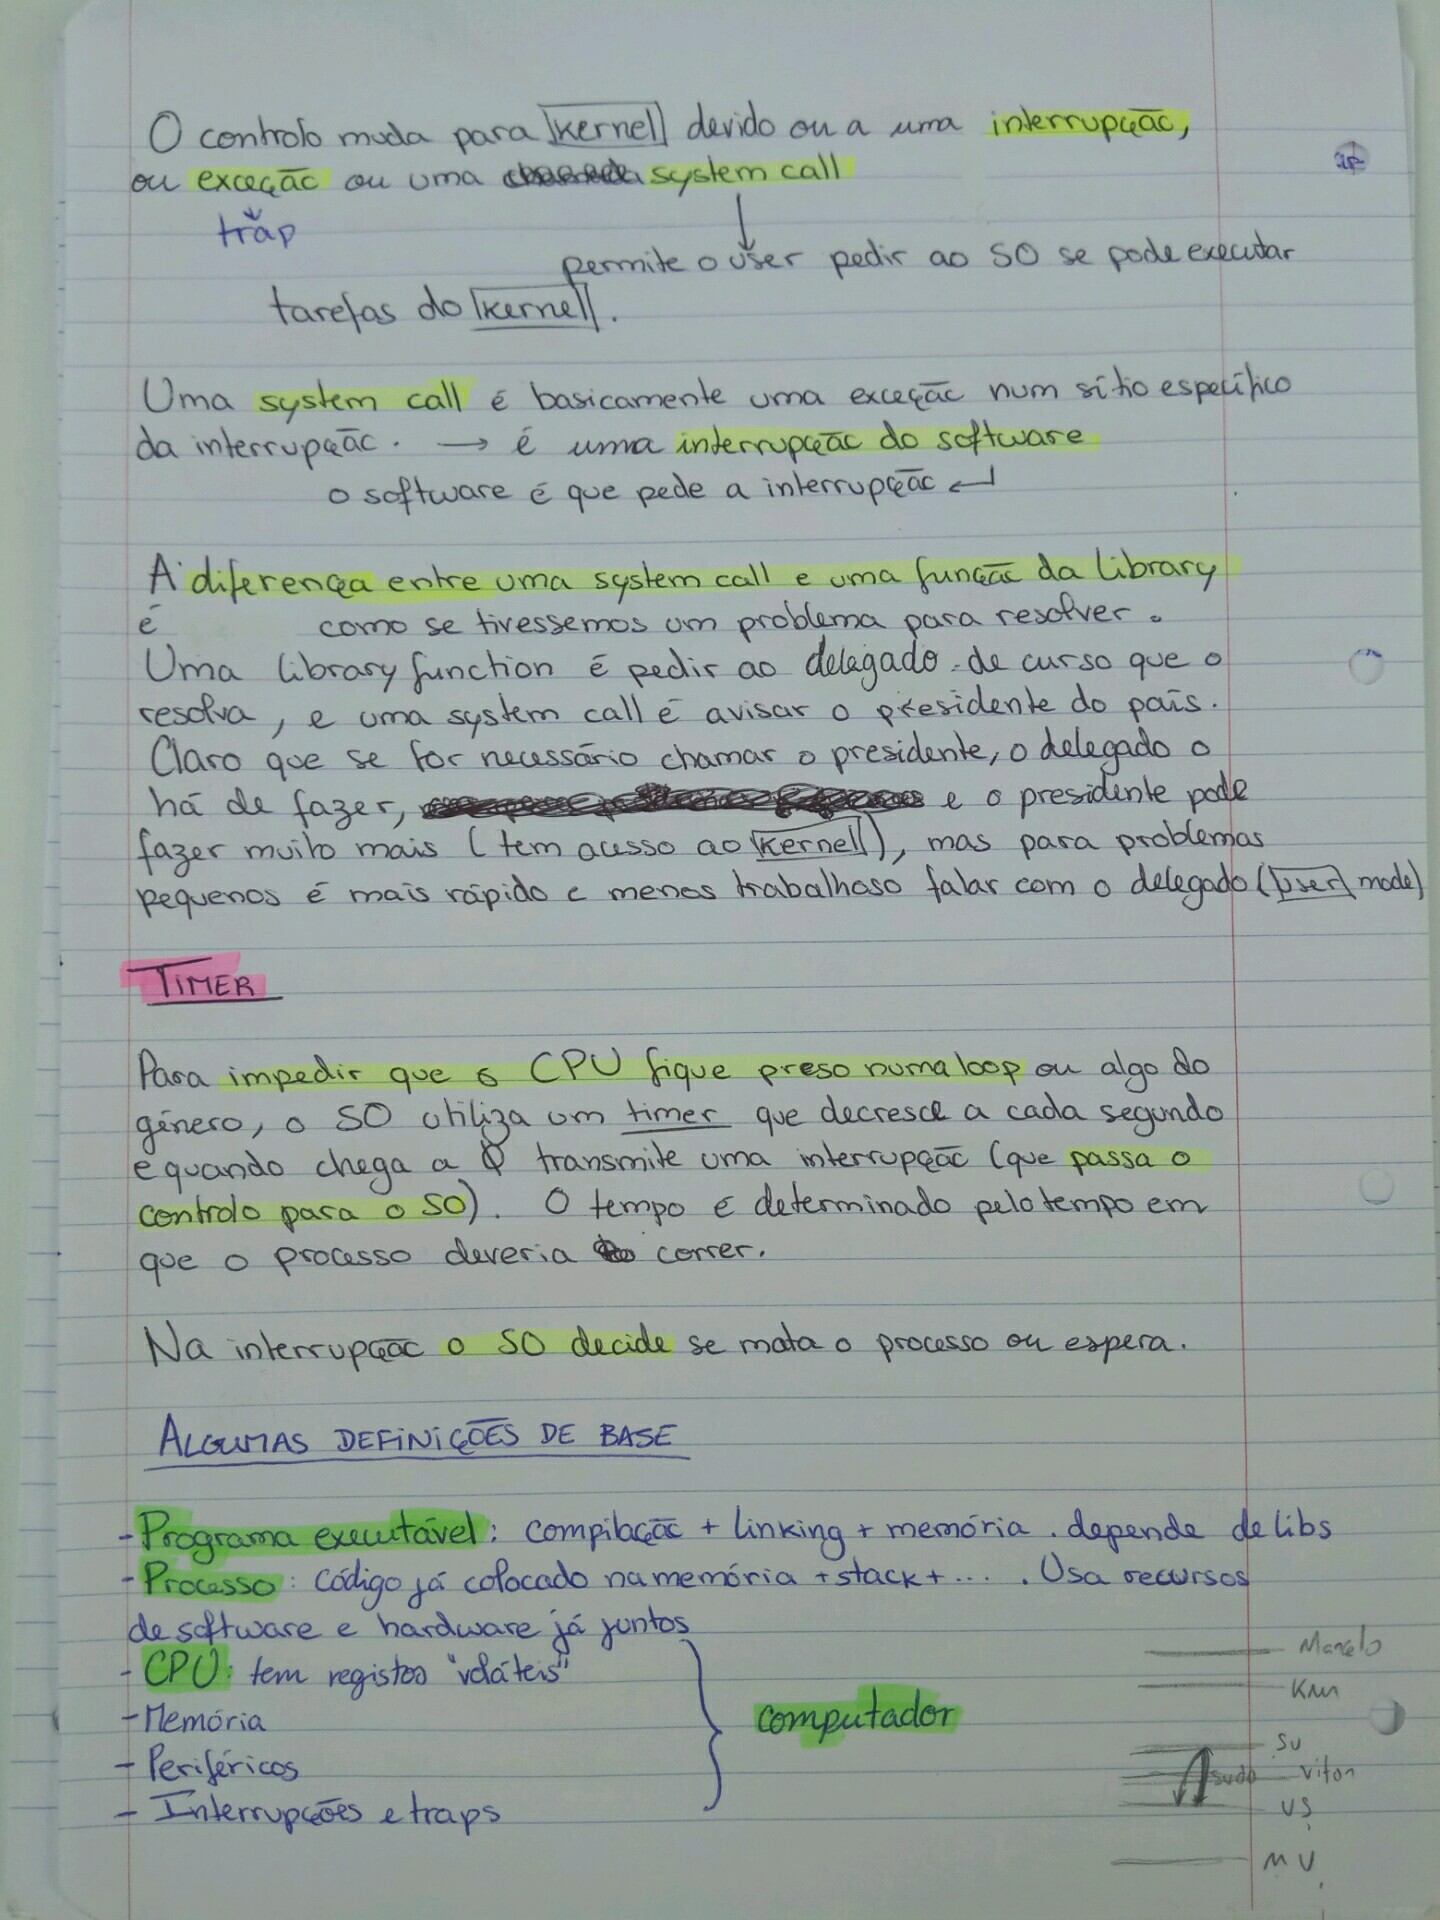 O controlo muda para kernel devido ou a uma interrupção,
ou exceção ou uma system call
trap
permite o user pedir ao SO se pode executar
tarefas do kernel.
Uma system call é basicamente uma exceção num sítio específico
da interrupção. → é uma interrupção do software
o software é que pede a interrupção ↵
A diferença entre uma system call e uma função da library
é como se tivessemos um problema para resolver.
Uma library function é pedir ao delegado de curso que o
resolva, e uma system call é avisar o presidente do país.
Claro que se for necessário chamar o presidente, o delegado o
há de fazer, e o presidente pode
fazer muito mais (tem acesso ao kernel), mas para problemas
pequenos é mais rápido e menos trabalhoso falar com o delegado (user mode)
TIMER
Para impedir que o CPU fique preso numa loop ou algo do
género, o SO utiliza um timer que decresce a cada segundo
e quando chega a 0 transmite uma interrupção (que passa o
controlo para o SO). O tempo é determinado pelo tempo em
que o processo deveria correr.
Na interrupção o SO decide se mata o processo ou espera.
ALGUMAS DEFINIÇÕES DE BASE
- Programa executável: compilação + linking + memória. depende de libs
- Processo: Código já colocado na memória + stack + .... Usa recursos
de software e hardware já juntos
- CPU: tem registos "voláteis"
- Memória
- Periféricos
- Interrupções e traps
computador
Marcelo
Su
sudo
US
MV